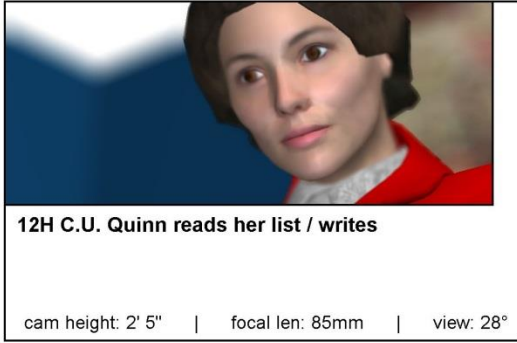 12H C.U. Quinn reads her list / writes
cam height: 2' 5" | focal len: 85mm | view: 28°